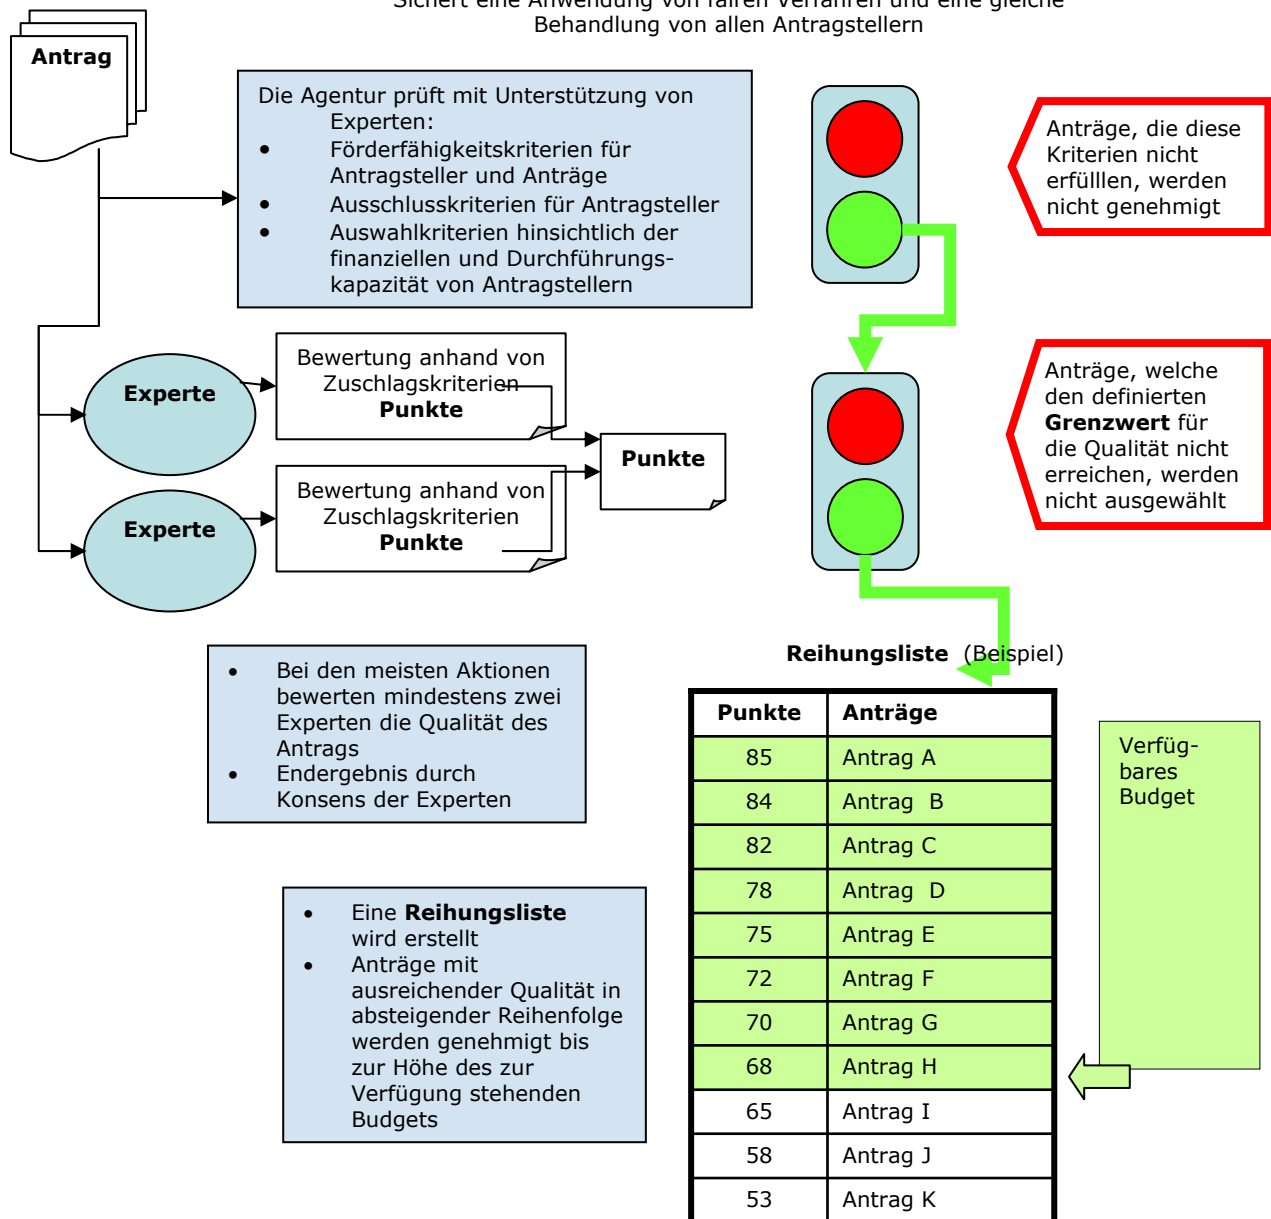 Sichert eine Anwendung von fairen Verfahren und eine gleiche
Behandlung von allen Antragstellern
Antrag
Die Agentur prüft mit Unterstützung von
Experten:
• Förderfähigkeitskriterien für
Antragsteller und Anträge
• Ausschlusskriterien für Antragsteller
• Auswahlkriterien hinsichtlich der
finanziellen und Durchführungs-
kapazität von Antragstellern
Anträge, die diese
Kriterien nicht
erfülllen, werden
nicht genehmigt
Experte
Bewertung anhand von
Zuschlagskriterien
Punkte
Experte
Bewertung anhand von
Zuschlagskriterien
Punkte
Punkte
Anträge, welche
den definierten
Grenzwert für
die Qualität nicht
erreichen, werden
nicht ausgewählt
• Bei den meisten Aktionen
bewerten mindestens zwei
Experten die Qualität des
Antrags
• Endergebnis durch
Konsens der Experten
• Eine Reihungsliste
wird erstellt
• Anträge mit
ausreichender Qualität in
absteigender Reihenfolge
werden genehmigt bis
zur Höhe des zur
Verfügung stehenden
Budgets
Reihungsliste (Beispiel)
Punkte Anträge
85 Antrag A
84 Antrag B
82 Antrag C
78 Antrag D
75 Antrag E
72 Antrag F
70 Antrag G
68 Antrag H
65 Antrag I
58 Antrag J
53 Antrag K
Verfüg-
bares
Budget